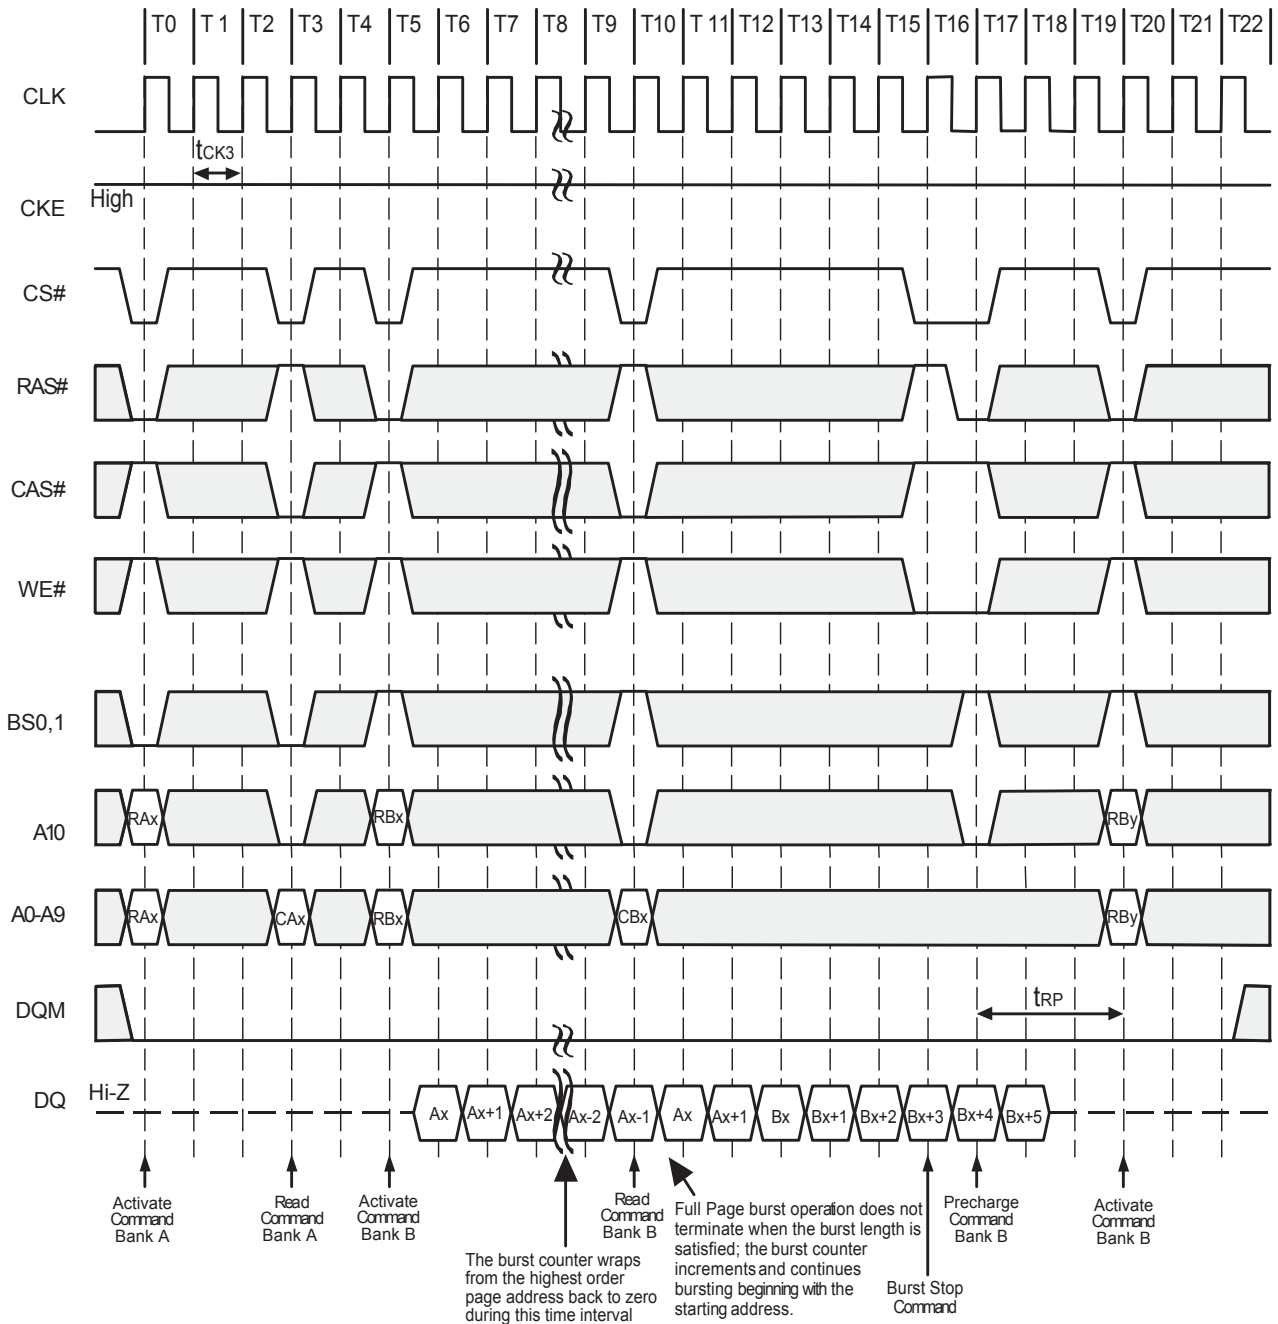 T0 T 1 T2 T3 T4 T5 T6 T7 T8 T9 T10 T 11 T12 T13 T14 T15 T16 T17 T18 T19 T20 T21 T22
CLK
tCK3
CKE High
CS#
RAS#
CAS#
WE#
BS0,1
A10 RAx RBx RBy
A0-A9 RAx CAx RBx CBx RBy
DQM tRP
DQ Hi-Z Ax Ax+1 Ax+2 Ax-2 Ax-1 Ax Ax+1 Bx Bx+1 Bx+2 Bx+3 Bx+4 Bx+5
Activate
Command
Bank A
Read
Command
Bank A
Activate
Command
Bank B
The burst counter wraps
from the highest order
page address back to zero
during this time interval
Read
Command
Bank B
Full Page burst operation does not
terminate when the burst length is
satisfied; the burst counter
increments and continues
bursting beginning with the
starting address.
Burst Stop
Command
Precharge
Command
Bank B
Activate
Command
Bank B